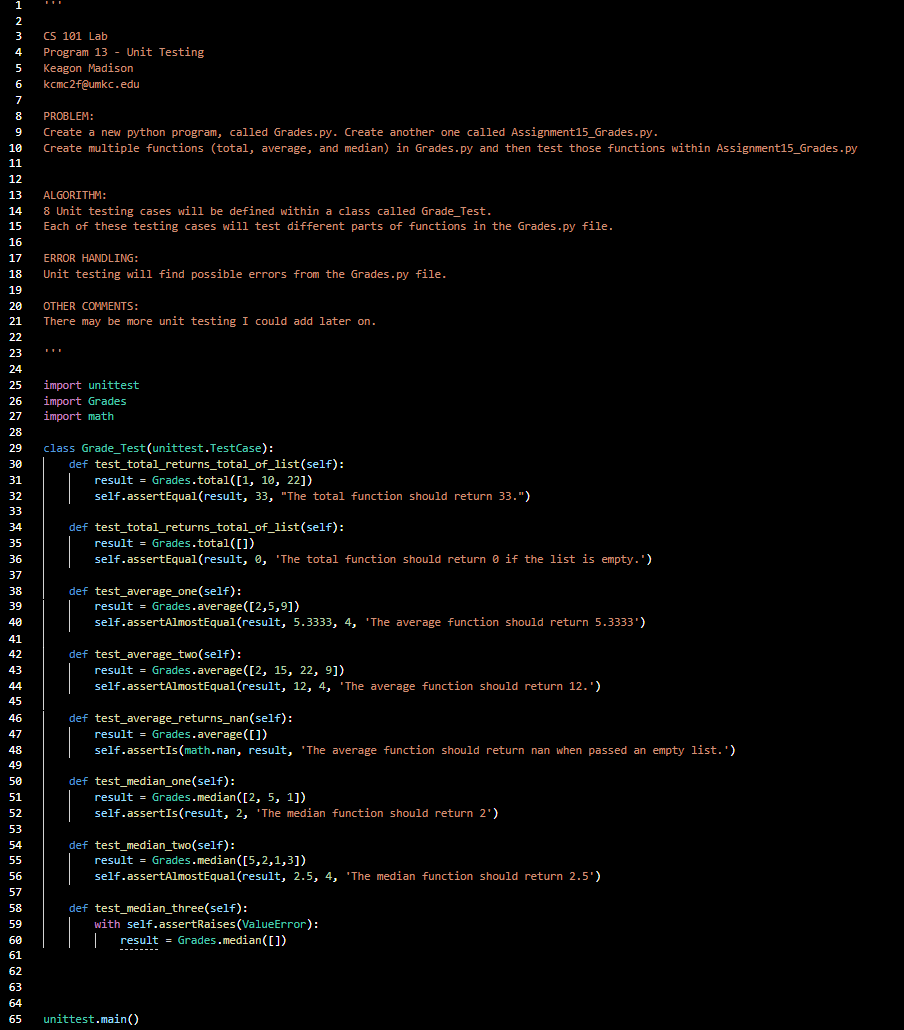 1 '''
2
3 CS 101 Lab
4 Program 13 - Unit Testing
5 Keagon Madison
6 kcmc2f@umkc.edu
7
8 PROBLEM:
9 Create a new python program, called Grades.py. Create another one called Assignment15_Grades.py.
10 Create multiple functions (total, average, and median) in Grades.py and then test those functions within Assignment15_Grades.py
11
12
13 ALGORITHM:
14 8 Unit testing cases will be defined within a class called Grade_Test.
15 Each of these testing cases will test different parts of functions in the Grades.py file.
16
17 ERROR HANDLING:
18 Unit testing will find possible errors from the Grades.py file.
19
20 OTHER COMMENTS:
21 There may be more unit testing I could add later on.
22
23 '''
24
25 import unittest
26 import Grades
27 import math
28
29 class Grade_Test(unittest.TestCase):
30     def test_total_returns_total_of_list(self):
31         result = Grades.total([1, 10, 22])
32         self.assertEqual(result, 33, "The total function should return 33.")
33
34     def test_total_returns_total_of_list(self):
35         result = Grades.total([])
36         self.assertEqual(result, 0, 'The total function should return 0 if the list is empty.')
37
38     def test_average_one(self):
39         result = Grades.average([2,5,9])
40         self.assertAlmostEqual(result, 5.3333, 4, 'The average function should return 5.3333')
41
42     def test_average_two(self):
43         result = Grades.average([2, 15, 22, 9])
44         self.assertAlmostEqual(result, 12, 4, 'The average function should return 12.')
45
46     def test_average_returns_nan(self):
47         result = Grades.average([])
48         self.assertIs(math.nan, result, 'The average function should return nan when passed an empty list.')
49
50     def test_median_one(self):
51         result = Grades.median([2, 5, 1])
52         self.assertIs(result, 2, 'The median function should return 2')
53
54     def test_median_two(self):
55         result = Grades.median([5,2,1,3])
56         self.assertAlmostEqual(result, 2.5, 4, 'The median function should return 2.5')
57
58     def test_median_three(self):
59         with self.assertRaises(ValueError):
60             result = Grades.median([])
61
62
63
64
65 unittest.main()